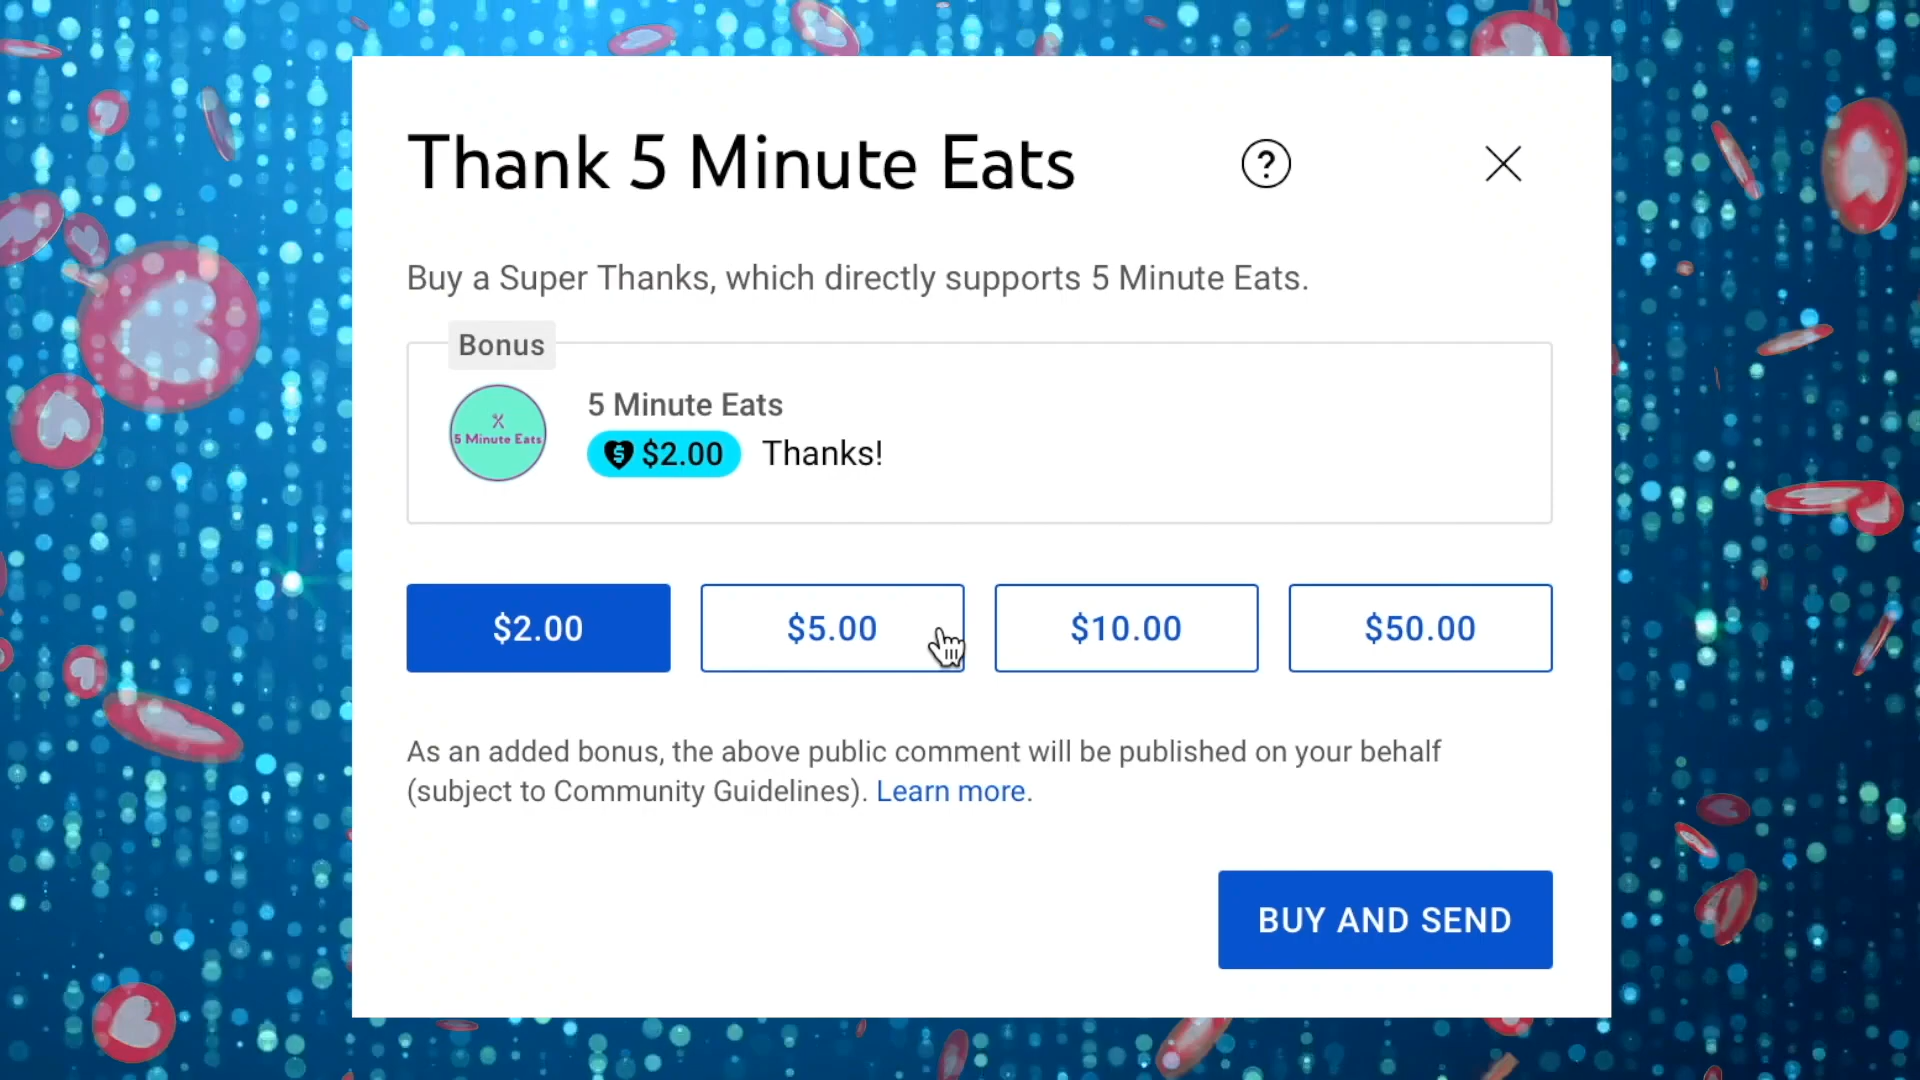 Thank 5 Minute Eats
?
Buy a Super Thanks, which directly supports 5 Minute Eats.
Bonus
5 Minute Eats
5 Minute Eats
$2.00 Thanks!
$2.00 $5.00 $10.00 $50.00
As an added bonus, the above public comment will be published on your behalf
(subject to Community Guidelines). Learn more.
BUY AND SEND